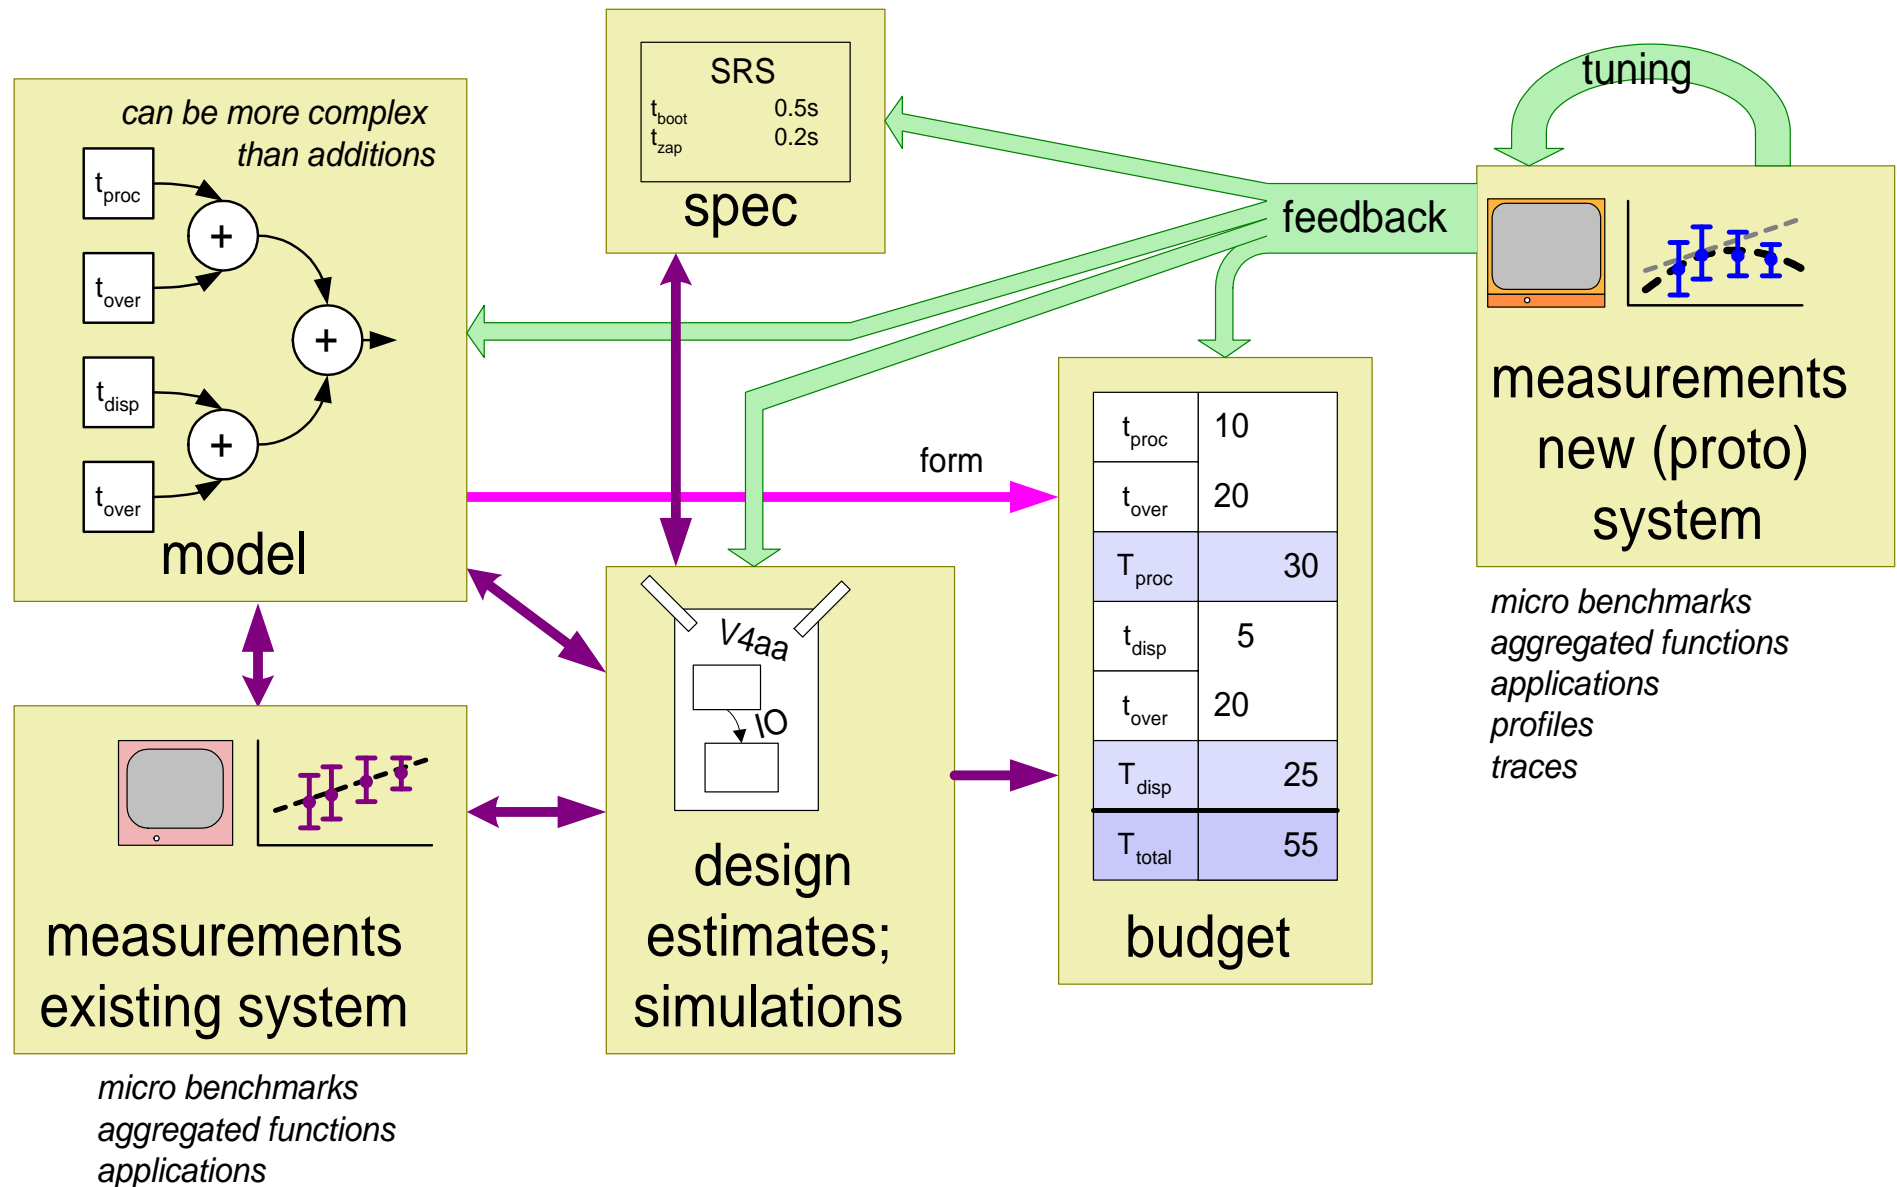 can be more complex
than additions
t_proc
+
t_over
+
t_disp
+
t_over
model
SRS
t_boot 0.5s
t_zap 0.2s
spec
tuning
feedback
measurements
new (proto)
system
micro benchmarks
aggregated functions
applications
profiles
traces
form
t_proc 10
t_over 20
T_proc 30
t_disp 5
t_over 20
T_disp 25
T_total 55
budget
V4aa
IO
design
estimates;
simulations
measurements
existing system
micro benchmarks
aggregated functions
applications